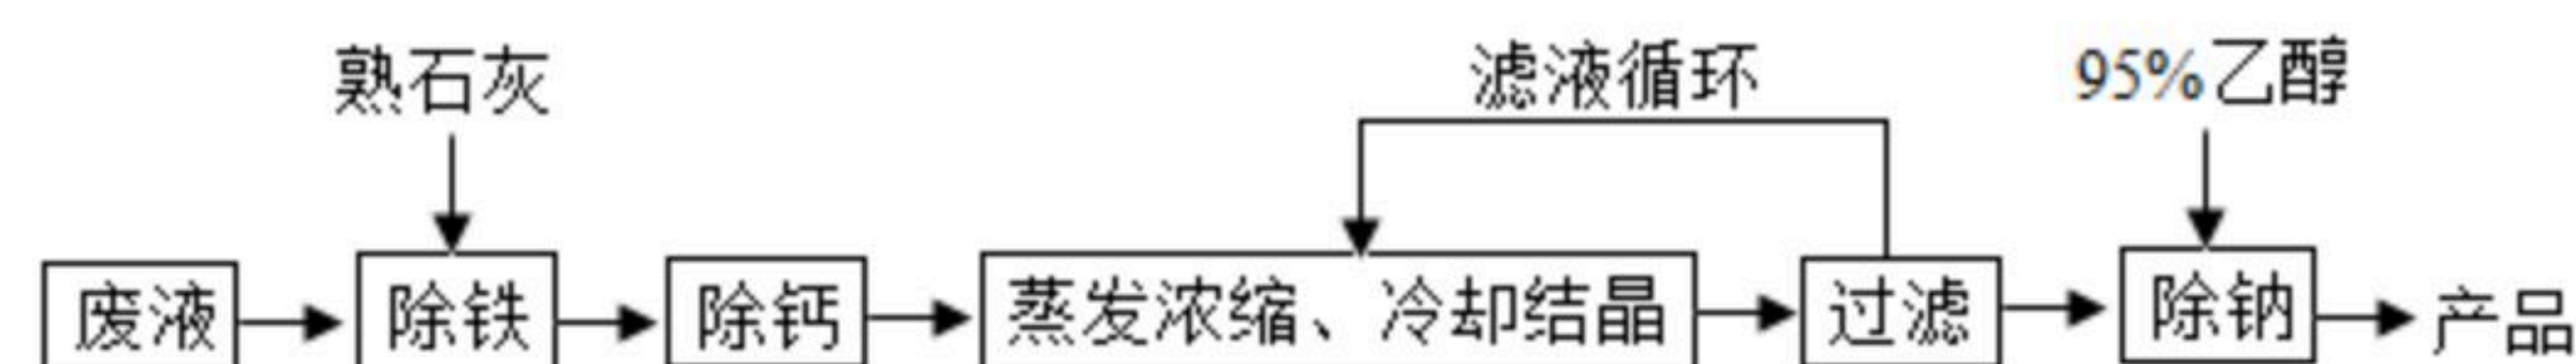 熟石灰
滤液循环
95%乙醇
废液
除铁
除钙
蒸发浓缩、冷却结晶
过滤
除钠
产品